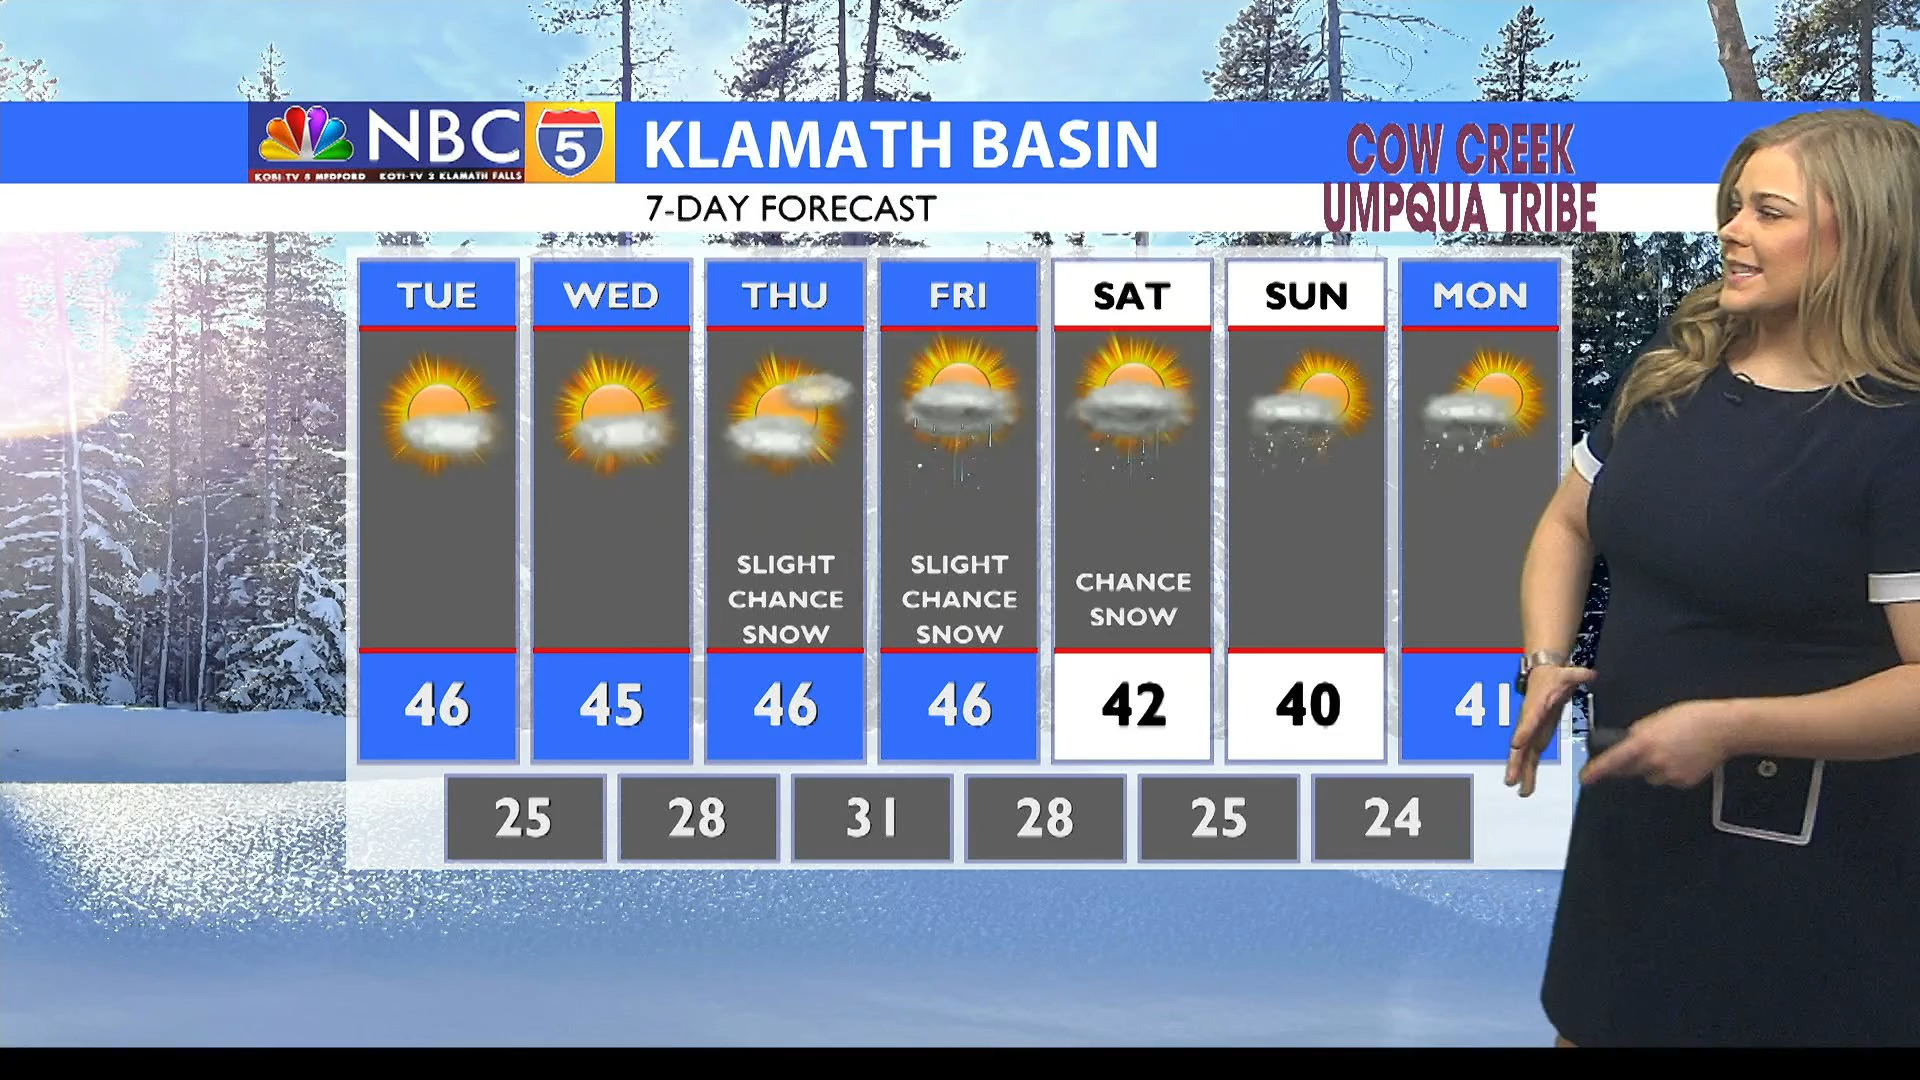 NBC 5
KOBI-TV 5 MEDFORD KOTI-TV 2 KLAMATH FALLS
KLAMATH BASIN
COW CREEK
UMPQUA TRIBE
7-DAY FORECAST
TUE WED THU FRI SAT SUN MON
SLIGHT CHANCE SNOW
SLIGHT CHANCE SNOW
CHANCE SNOW
46 45 46 46 42 40 41
25 28 31 28 25 24